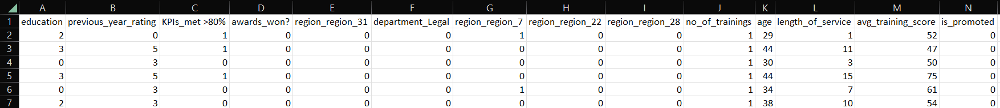 A B C D E F G H I J K L M N
1 education previous_year_rating KPIs_met >80% awards_won? region_region_31 department_Legal region_region_7 region_region_22 region_region_28 no_of_trainings age length_of_service avg_training_score is_promoted
2 2 0 1 0 0 0 1 0 0 1 29 1 52 0
3 3 5 1 0 0 0 0 0 0 1 44 11 47 0
4 0 3 0 0 0 0 0 0 0 1 30 3 50 0
5 3 5 1 0 0 0 0 0 0 1 44 15 75 0
6 0 3 0 0 0 0 1 0 0 1 34 7 61 0
7 2 3 0 0 0 0 0 0 0 1 38 10 54 0